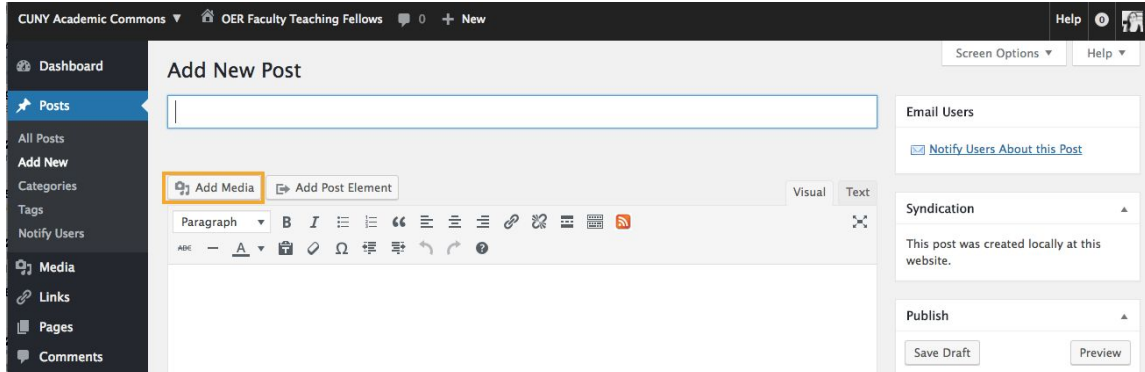 CUNY Academic Commons ▼ OER Faculty Teaching Fellows 0 + New Help 0
Screen Options ▼ Help ▼
Dashboard
Posts
All Posts
Add New
Categories
Tags
Notify Users
Media
Links
Pages
Comments
Add New Post
Add Media Add Post Element Visual Text
Paragraph ▼ B I
ABE A ▼ Ω
Email Users
Notify Users About this Post
Syndication
This post was created locally at this
website.
Publish
Save Draft Preview